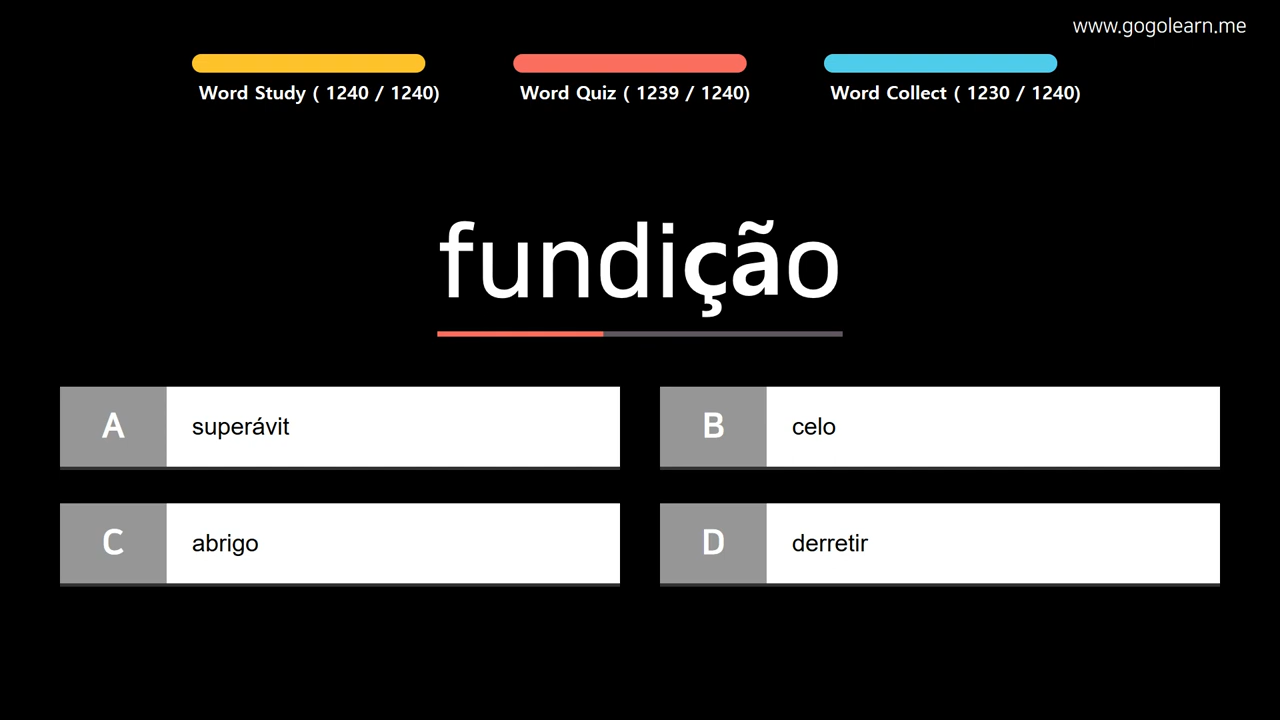 www.gogolearn.me
Word Study ( 1240 / 1240)
Word Quiz ( 1239 / 1240)
Word Collect ( 1230 / 1240)
fundição
A superávit
B celo
C abrigo
D derretir